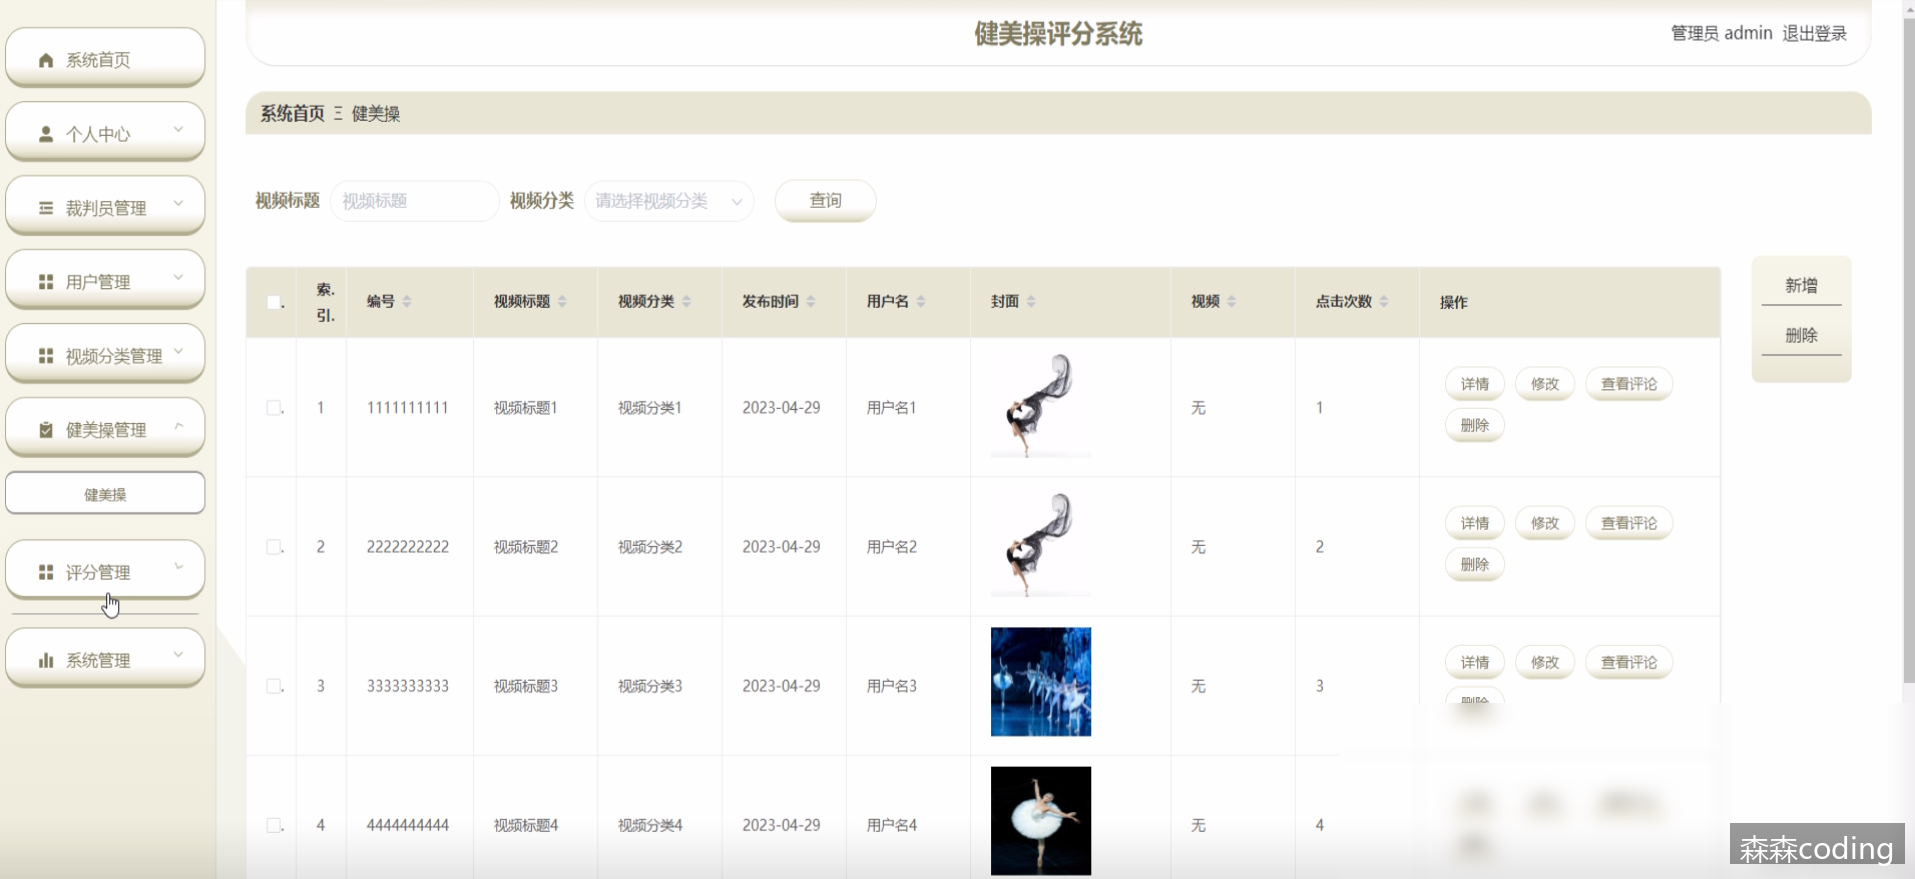 健美操评分系统
管理员 admin 退出登录
系统首页
个人中心
裁判员管理
用户管理
视频分类管理
健美操管理
健美操
评分管理
系统管理
系统首页 Ξ 健美操
视频标题 视频标题 视频分类 请选择视频分类 查询
索. 编号 视频标题 视频分类 发布时间 用户名 封面 视频 点击次数 操作
引.
1 1111111111 视频标题1 视频分类1 2023-04-29 用户名1 无 1 详情 修改 查看评论
删除
2 2222222222 视频标题2 视频分类2 2023-04-29 用户名2 无 2 详情 修改 查看评论
删除
3 3333333333 视频标题3 视频分类3 2023-04-29 用户名3 无 3 详情 修改 查看评论
删除
4 4444444444 视频标题4 视频分类4 2023-04-29 用户名4 无 4
新增
删除
森森coding